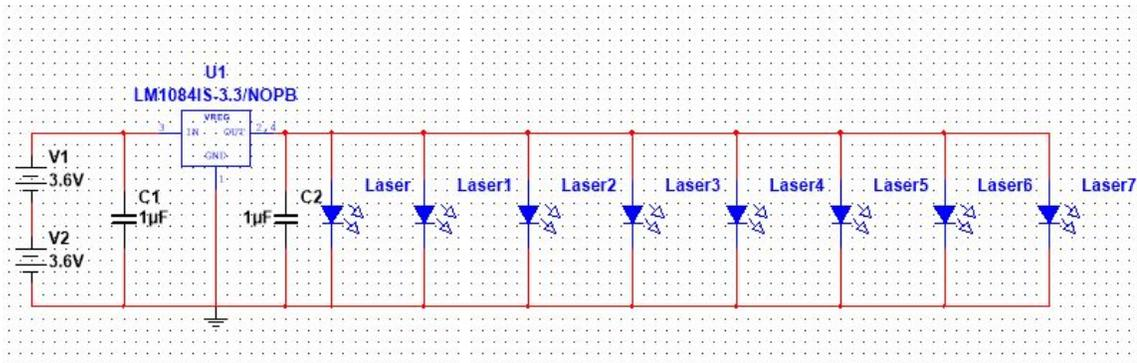 U1
LM1084IS-3.3/NOPB
VREG
3 IN OUT 2,4
GND
1
V1
3.6V
C1
1µF
V2
3.6V
C2
1µF
Laser Laser1 Laser2 Laser3 Laser4 Laser5 Laser6 Laser7